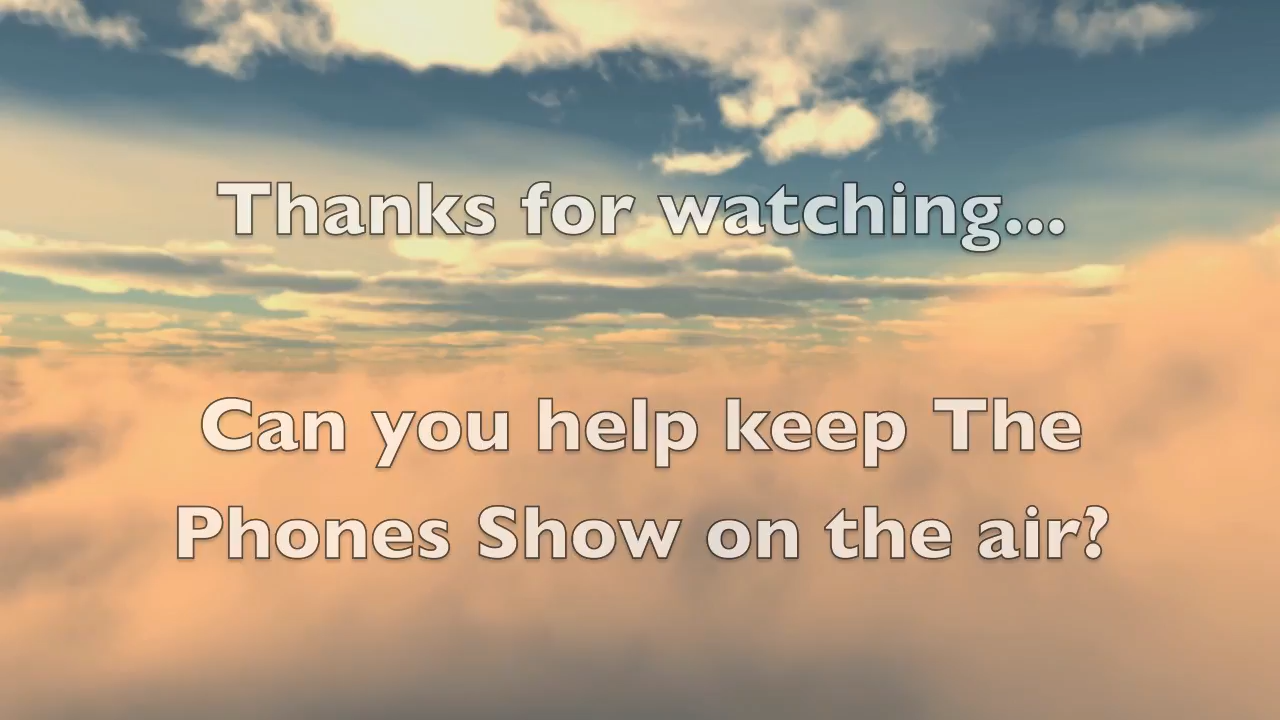 Thanks for watching...
Can you help keep The
Phones Show on the air?